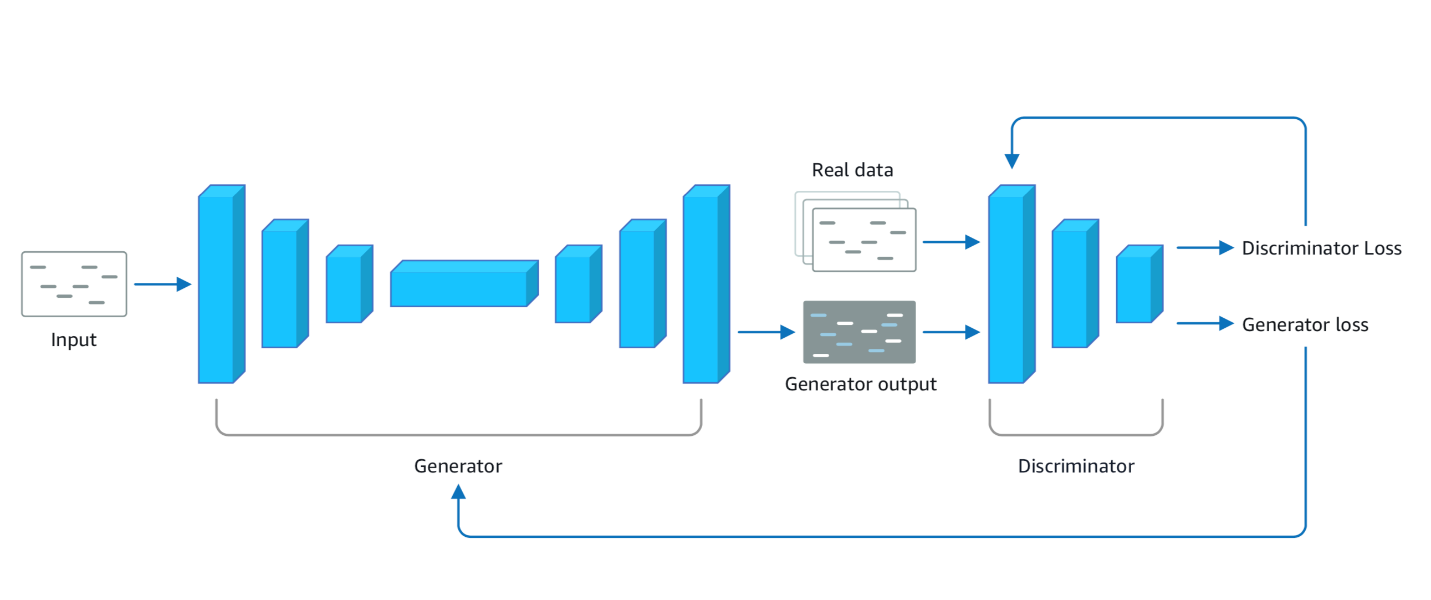 Real data
Discriminator Loss
Generator loss
Input
Generator output
Generator
Discriminator